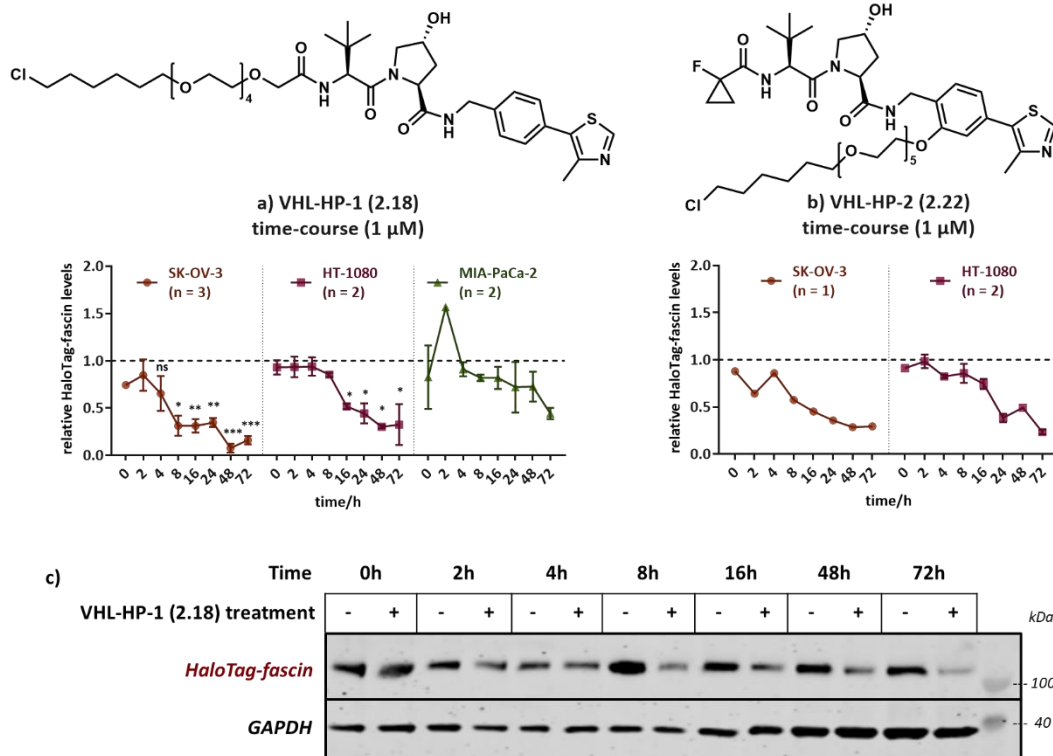 OH
O
O
Cl
O
O
4
O
N
H
N
O
O
NH
S
N
F
O
N
H
N
O
O
NH
S
N
O
O
5
Cl
a) VHL-HP-1 (2.18)
time-course (1 µM)
OH
b) VHL-HP-2 (2.22)
time-course (1 µM)
relative HaloTag-fascin levels
2.0
1.5
1.0
0.5
0.0
SK-OV-3
(n = 3)
HT-1080
(n = 2)
MIA-PaCa-2
(n = 2)
ns
* ** ** *** ***
* * * *
0 2 4 8 16 24 48 72
0 2 4 8 16 24 48 72
0 2 4 8 16 24 48 72
time/h
relative HaloTag-fascin levels
2.0
1.5
1.0
0.5
0.0
SK-OV-3
(n = 1)
HT-1080
(n = 2)
0 2 4 8 16 24 48 72
0 2 4 8 16 24 48 72
time/h
c) Time 0h 2h 4h 8h 16h 48h 72h
VHL-HP-1 (2.18) treatment - + - + - + - + - + - + - + kDa
HaloTag-fascin
- 100
GAPDH 40